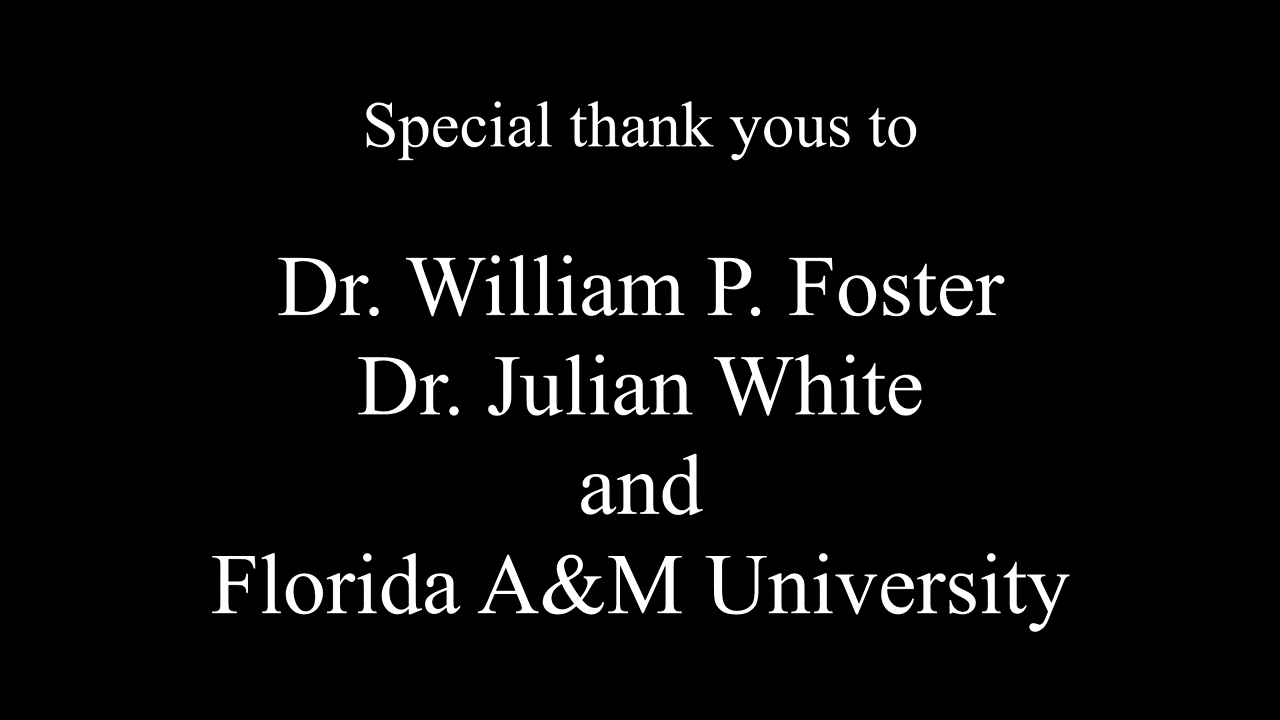 Special thank yous to
Dr. William P. Foster
Dr. Julian White
and
Florida A&M University